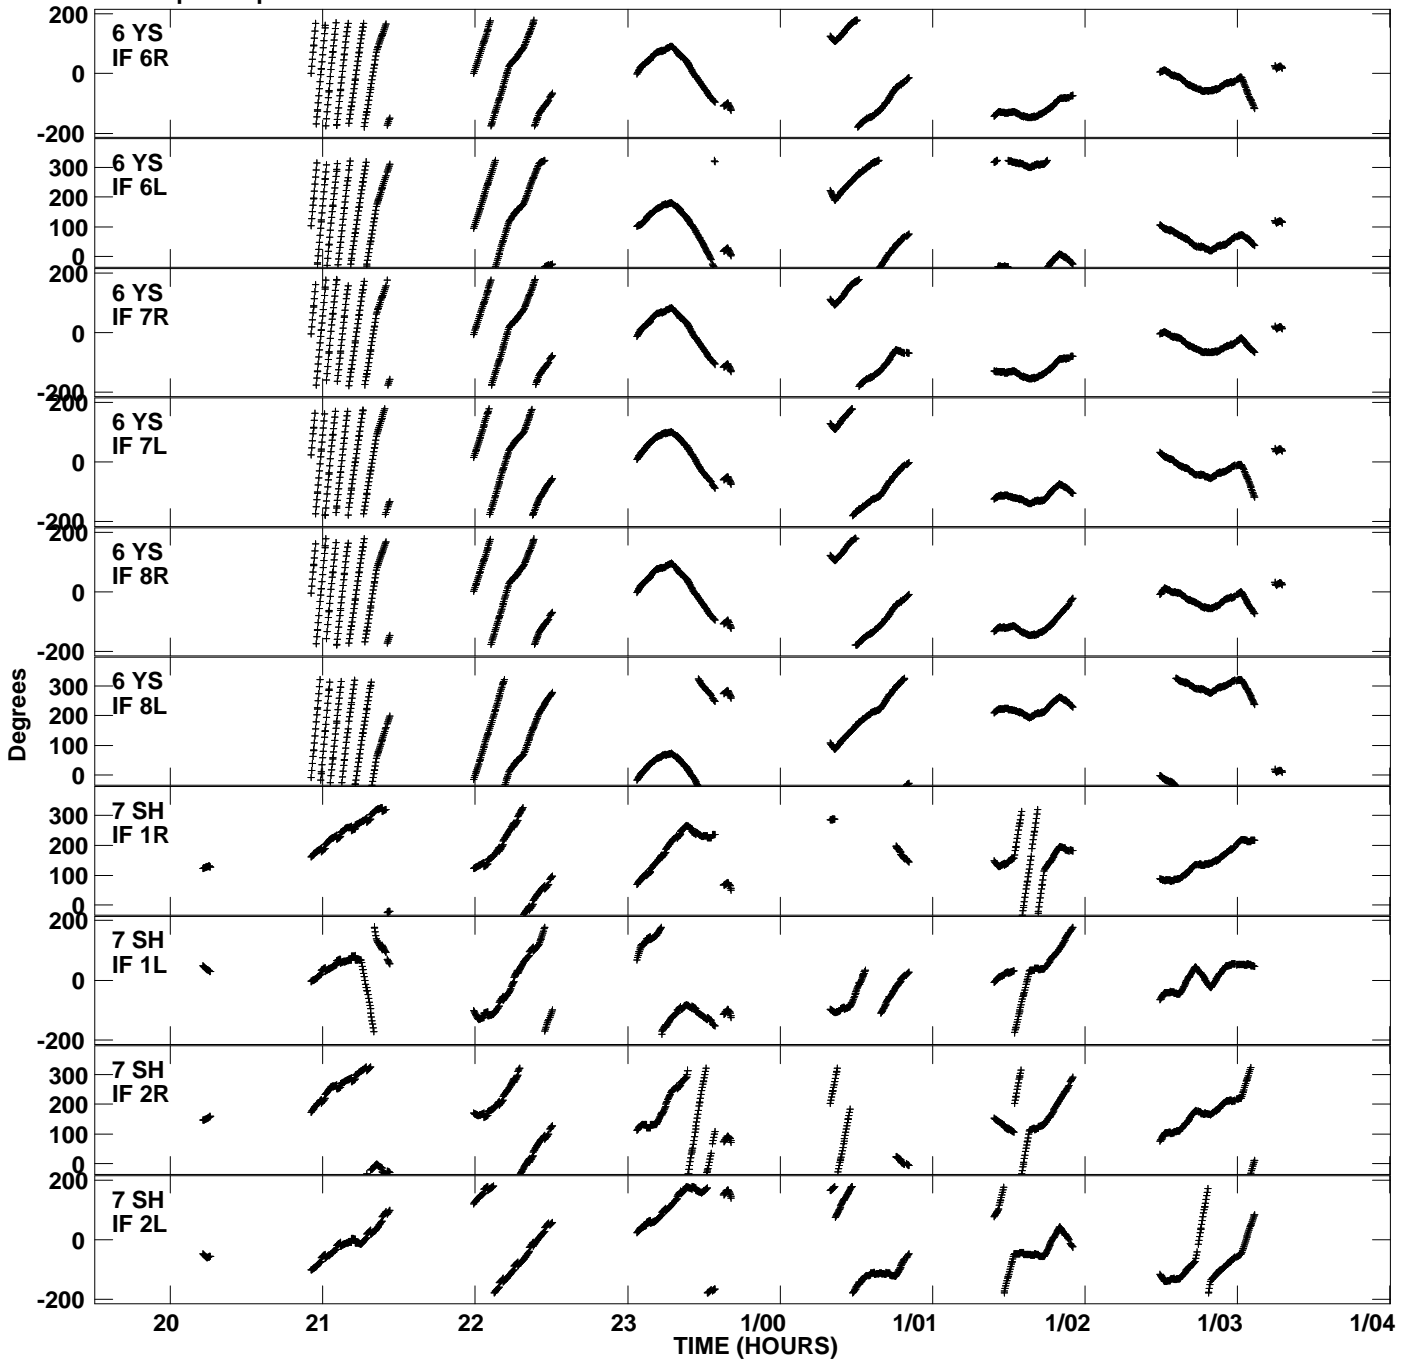 200
6 YS
IF 6R
0
-200
6 YS
300
IF 6L
200
100
0
200
6 YS
IF 7R
0
-200
200
6 YS
IF 7L
0
-200
200
6 YS
IF 8R
0
-200
6 YS
300
IF 8L
200
100
0
Degrees
7 SH
300
IF 1R
200
100
0
200
7 SH
IF 1L
0
-200
7 SH
300
IF 2R
200
100
0
200
7 SH
IF 2L
0
-200
20 21 22 23 1/00 1/01 1/02 1/03 1/04
TIME (HOURS)